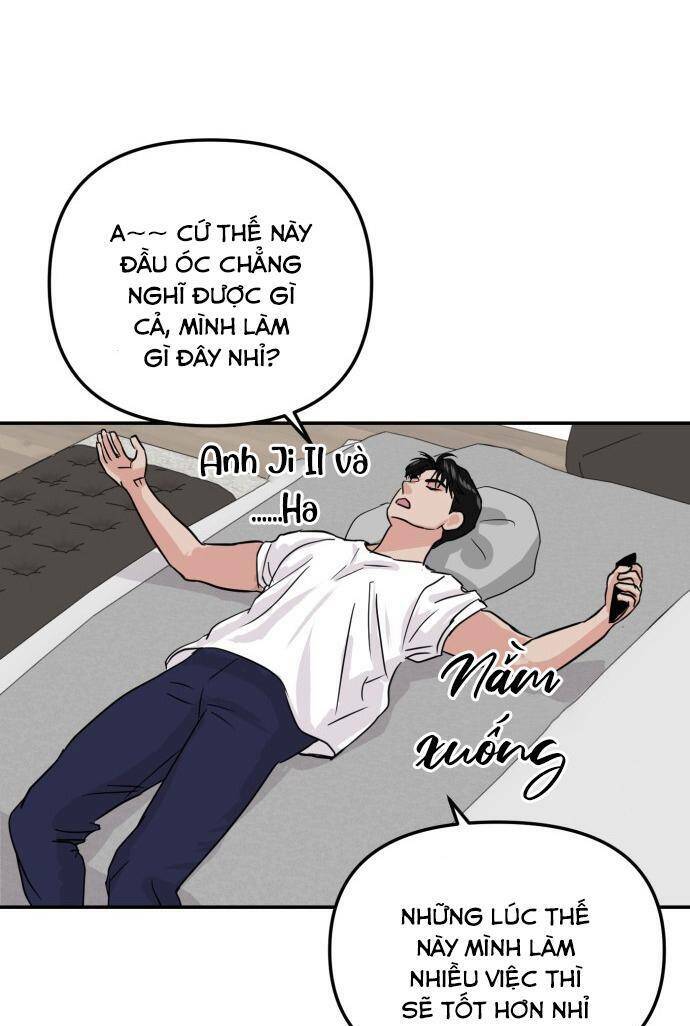 A~~ CỨ THẾ NÀY
ĐẦU ÓC CHẲNG
NGHĨ ĐƯỢC GÌ
CẢ, MÌNH LÀM
GÌ ĐÂY NHỈ?
Anh Ji Il và
......Ha
Nằm
xuống
NHỮNG LÚC THẾ
NÀY MÌNH LÀM
NHIỀU VIỆC THÌ
SẼ TỐT HƠN NHỈ